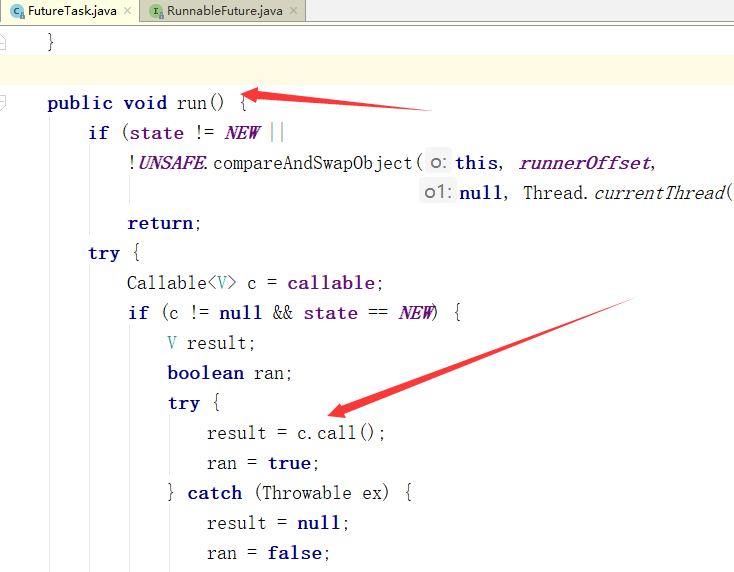 FutureTask.java × RunnableFuture.java ×
}
public void run() {
if (state != NEW ||
!UNSAFE.compareAndSwapObject( o: this, runnerOffset,
o1: null, Thread.currentThread(
return;
try {
Callable<V> c = callable;
if (c != null && state == NEW) {
V result;
boolean ran;
try {
result = c.call();
ran = true;
} catch (Throwable ex) {
result = null;
ran = false;